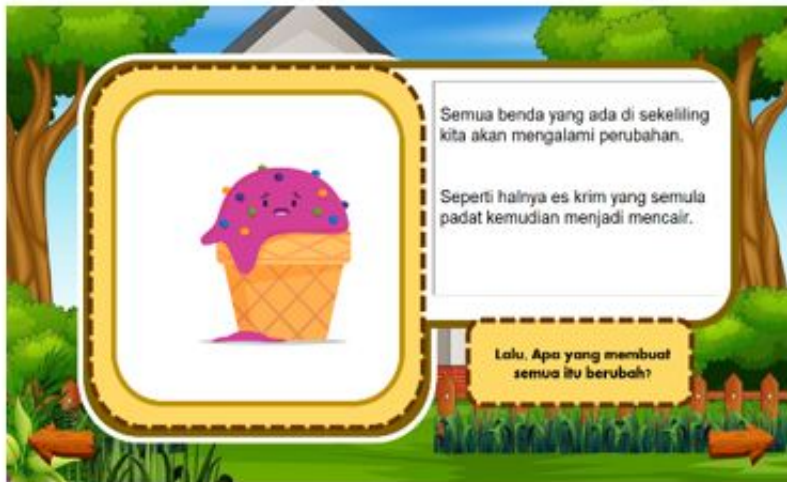 Semua benda yang ada di sekeliling
kita akan mengalami perubahan.
Seperti halnya es krim yang semula
padat kemudian menjadi mencair.
Lalu, Apa yang membuat
semua itu berubah?